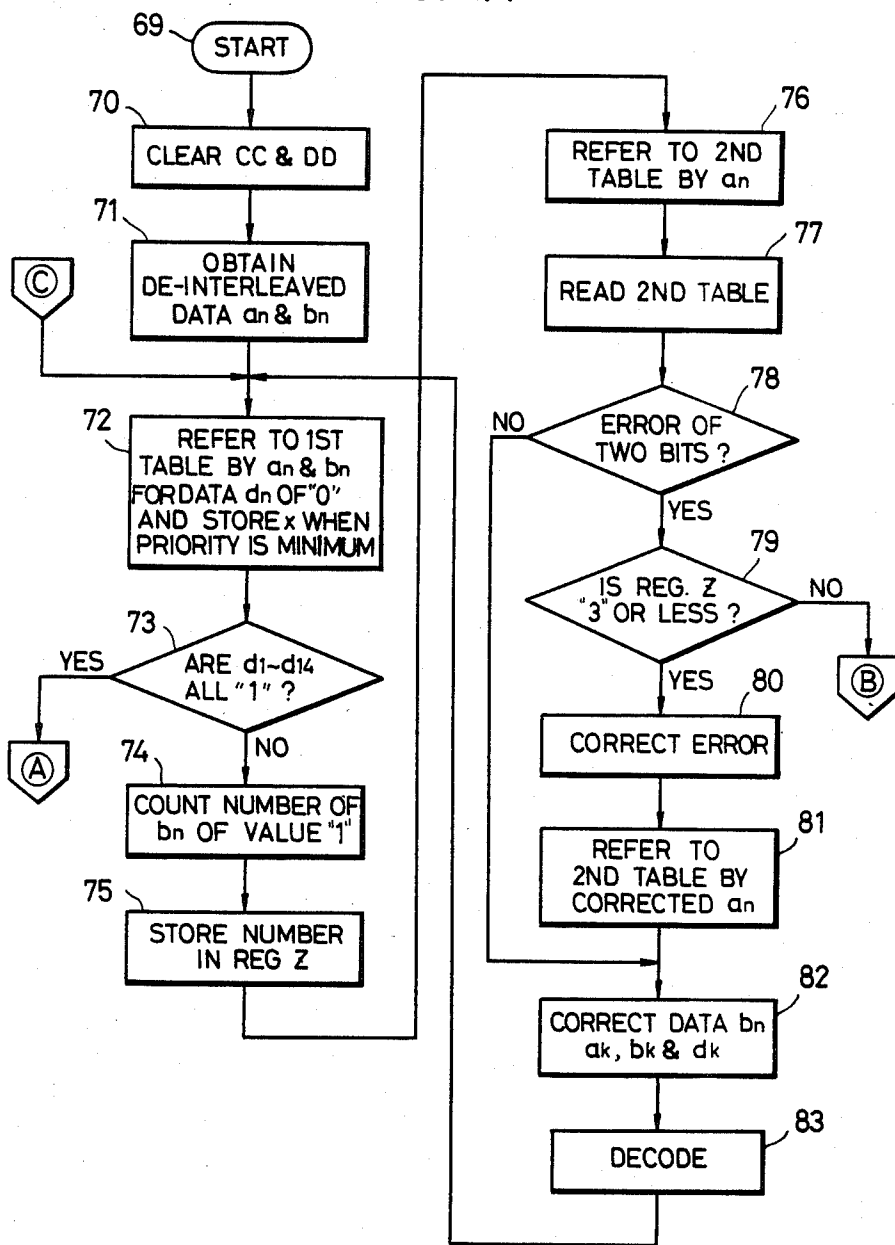 69
START
70
CLEAR CC & DD
71
OBTAIN
DE-INTERLEAVED
DATA an & bn
C
72
REFER TO 1ST
TABLE BY an & bn
FOR DATA dn OF "0"
AND STORE x WHEN
PRIORITY IS MINIMUM
73
YES
ARE d1~d14
ALL "1" ?
A
NO
74
COUNT NUMBER OF
bn OF VALUE "1"
75
STORE NUMBER
IN REG Z
76
REFER TO 2ND
TABLE BY an
77
READ 2ND TABLE
78
NO
ERROR OF
TWO BITS ?
YES
79
IS REG. Z
"3" OR LESS ?
NO
B
YES
80
CORRECT ERROR
81
REFER TO
2ND TABLE BY
CORRECTED an
82
CORRECT DATA bn
ak, bk & dk
83
DECODE